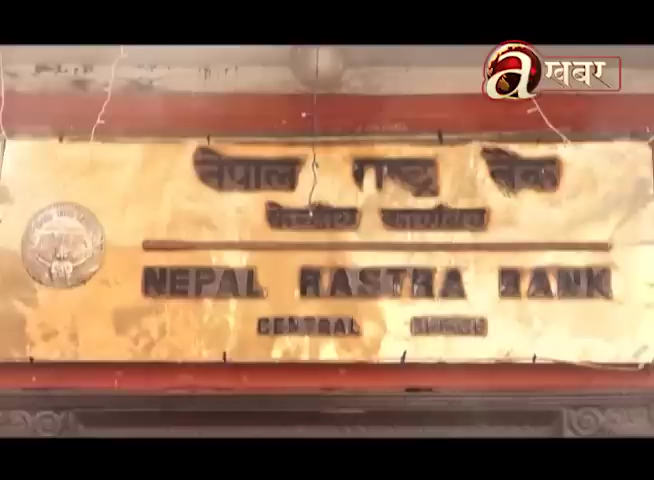 a खबर
नेपाल राष्ट्र बैंक
केन्द्रीय कार्यालय
NEPAL RASTRA BANK
CENTRAL